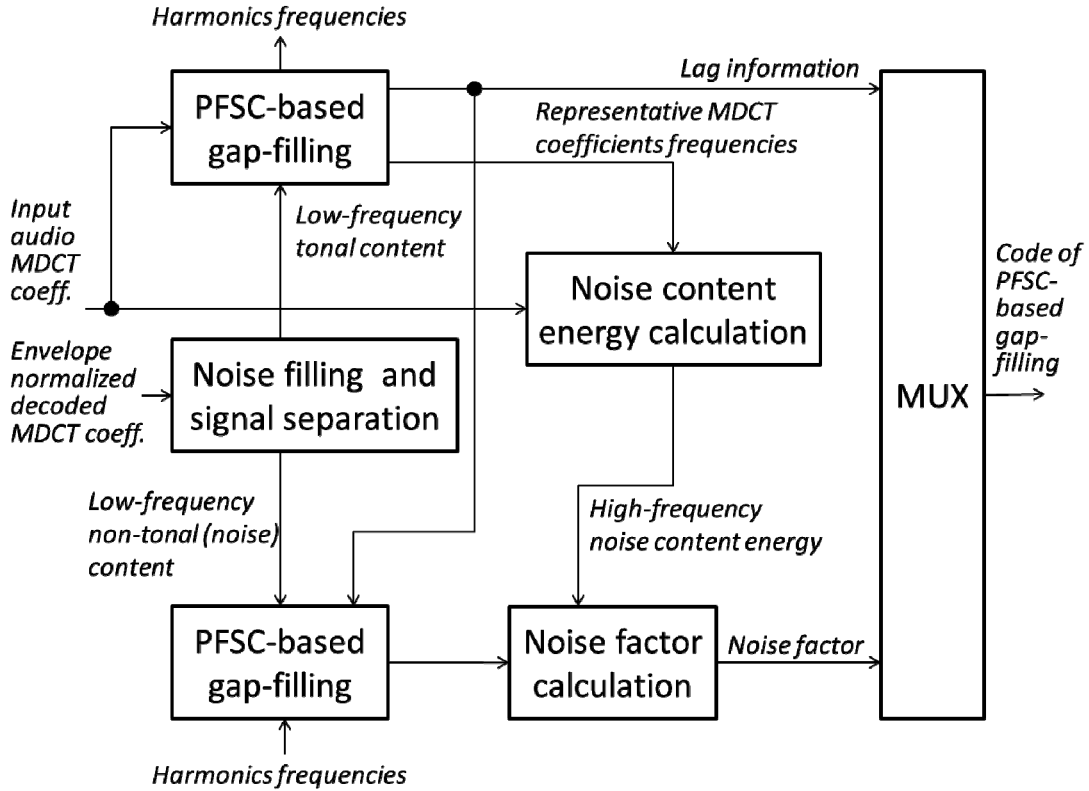 Harmonics frequencies
PFSC-based
gap-filling
Lag information
Representative MDCT
coefficients frequencies
Input
audio
MDCT
coeff.
Low-frequency
tonal content
Noise content
energy calculation
Code of
PFSC-
based
gap-
filling
Envelope
normalized
decoded
MDCT coeff.
Noise filling and
signal separation
MUX
Low-frequency
non-tonal (noise)
content
High-frequency
noise content energy
PFSC-based
gap-filling
Noise factor
calculation
Noise factor
Harmonics frequencies